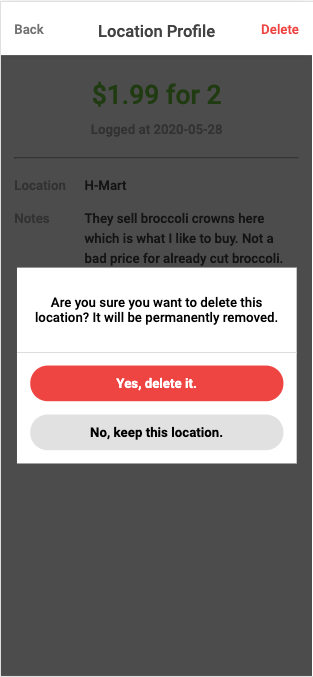 Back
Location Profile
Delete
$1.99 for 2
Logged at 2020-05-28
Location
H-Mart
Notes
They sell broccoli crowns here
which is what I like to buy. Not a
bad price for already cut broccoli.
Are you sure you want to delete this
location? It will be permanently removed.
Yes, delete it.
No, keep this location.